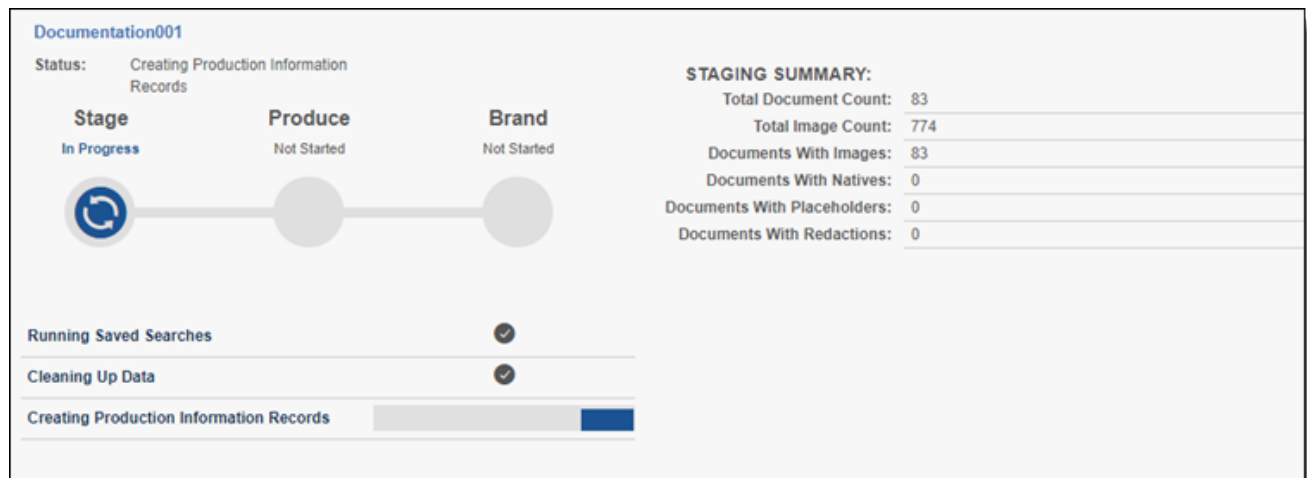 Documentation001
Status: Creating Production Information
Records
Stage Produce Brand
In Progress Not Started Not Started
Running Saved Searches
Cleaning Up Data
Creating Production Information Records
STAGING SUMMARY:
Total Document Count: 83
Total Image Count: 774
Documents With Images: 83
Documents With Natives: 0
Documents With Placeholders: 0
Documents With Redactions: 0